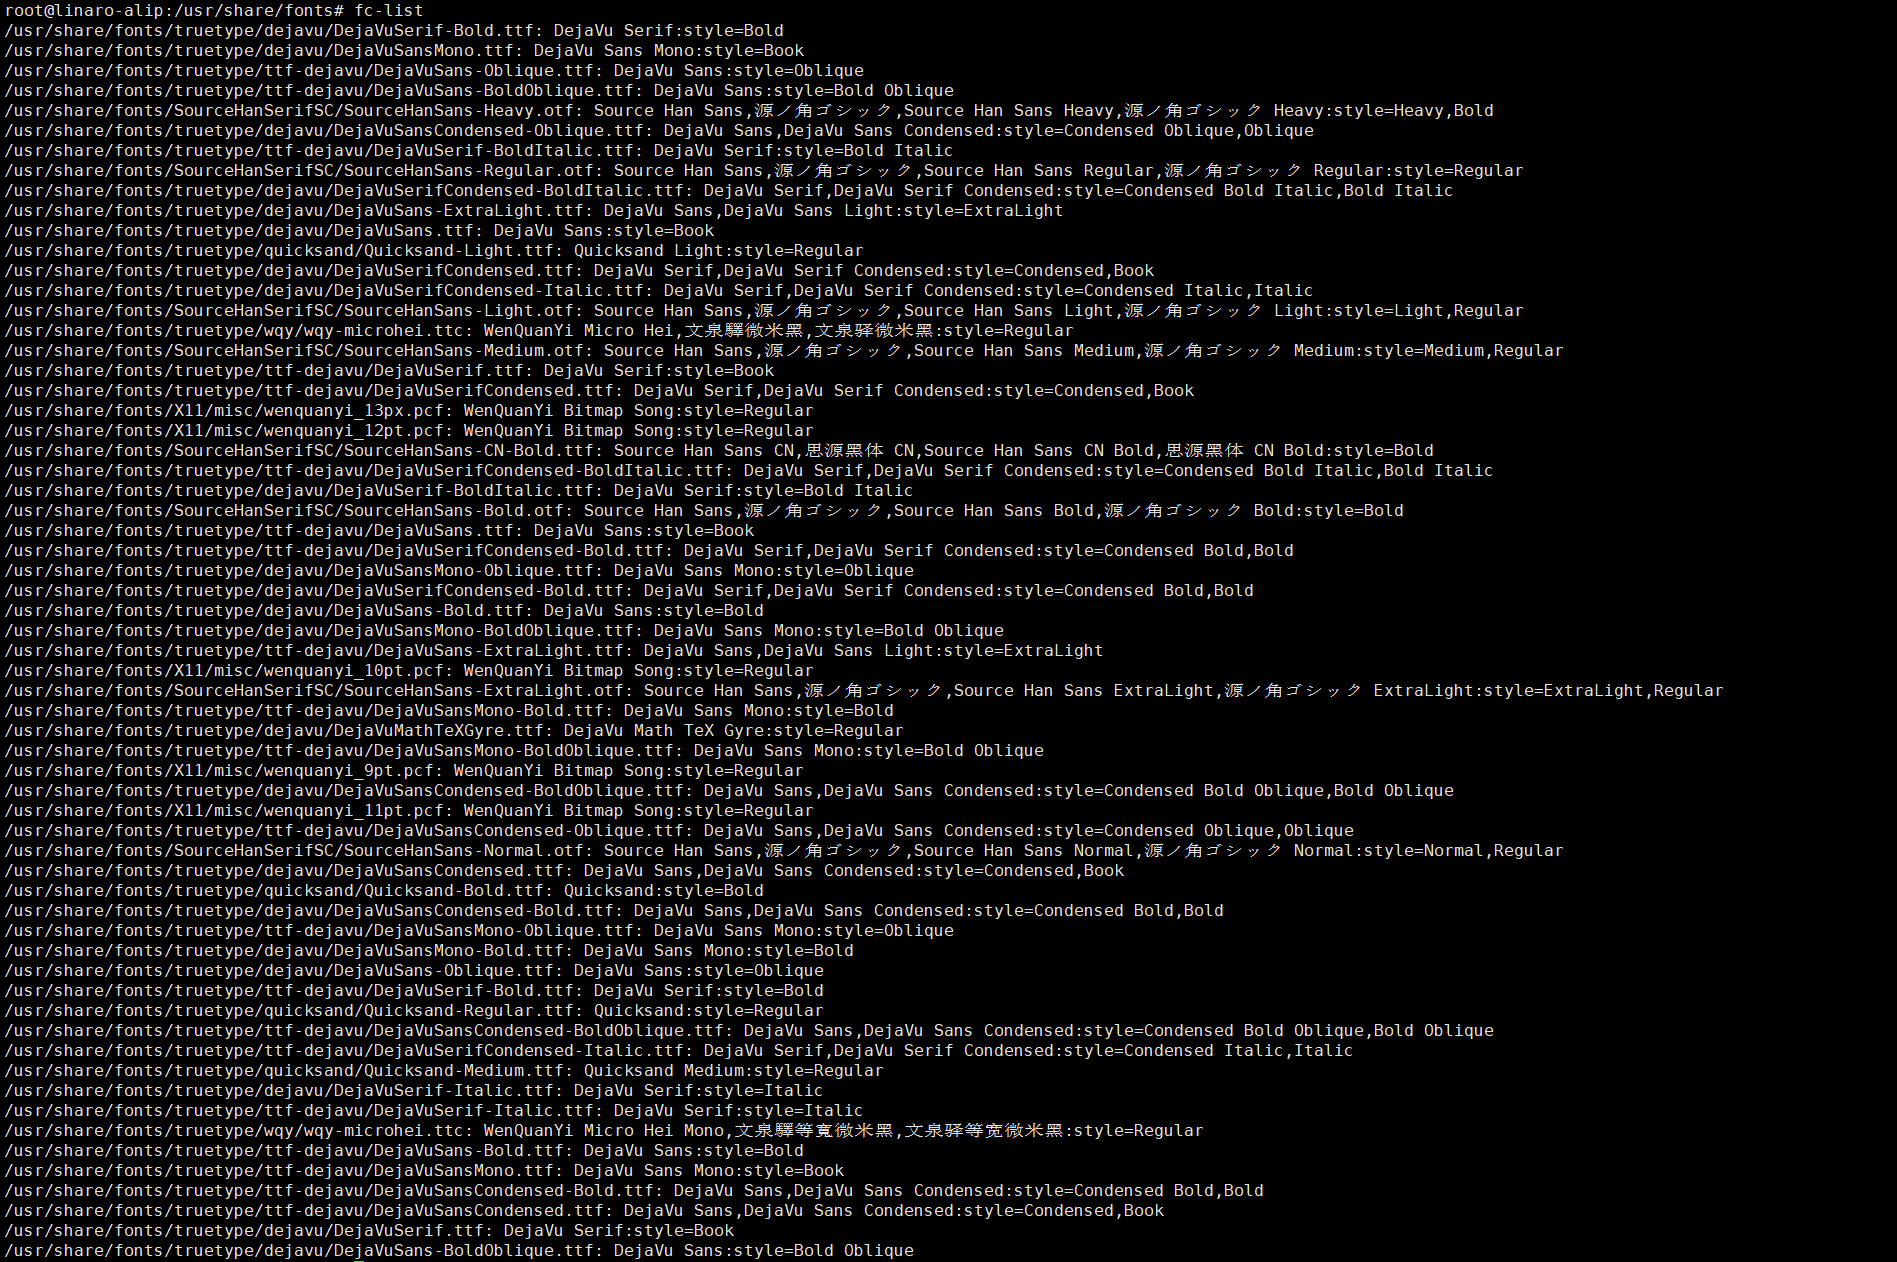 root@linaro-alip:/usr/share/fonts# fc-list
/usr/share/fonts/truetype/dejavu/DejaVuSerif-Bold.ttf: DejaVu Serif:style=Bold
/usr/share/fonts/truetype/dejavu/DejaVuSansMono.ttf: DejaVu Sans Mono:style=Book
/usr/share/fonts/truetype/ttf-dejavu/DejaVuSans-Oblique.ttf: DejaVu Sans:style=Oblique
/usr/share/fonts/truetype/ttf-dejavu/DejaVuSans-BoldOblique.ttf: DejaVu Sans:style=Bold Oblique
/usr/share/fonts/SourceHanSerifSC/SourceHanSans-Heavy.otf: Source Han Sans,源ノ角ゴシック,Source Han Sans Heavy,源ノ角ゴシック Heavy:style=Heavy,Bold
/usr/share/fonts/truetype/dejavu/DejaVuSansCondensed-Oblique.ttf: DejaVu Sans,DejaVu Sans Condensed:style=Condensed Oblique,Oblique
/usr/share/fonts/truetype/ttf-dejavu/DejaVuSerif-BoldItalic.ttf: DejaVu Serif:style=Bold Italic
/usr/share/fonts/SourceHanSerifSC/SourceHanSans-Regular.otf: Source Han Sans,源ノ角ゴシック,Source Han Sans Regular,源ノ角ゴシック Regular:style=Regular
/usr/share/fonts/truetype/dejavu/DejaVuSerifCondensed-BoldItalic.ttf: DejaVu Serif,DejaVu Serif Condensed:style=Condensed Bold Italic,Bold Italic
/usr/share/fonts/truetype/dejavu/DejaVuSans-ExtraLight.ttf: DejaVu Sans,DejaVu Sans Light:style=ExtraLight
/usr/share/fonts/truetype/dejavu/DejaVuSans.ttf: DejaVu Sans:style=Book
/usr/share/fonts/truetype/quicksand/Quicksand-Light.ttf: Quicksand Light:style=Regular
/usr/share/fonts/truetype/dejavu/DejaVuSerifCondensed.ttf: DejaVu Serif,DejaVu Serif Condensed:style=Condensed,Book
/usr/share/fonts/truetype/dejavu/DejaVuSerifCondensed-Italic.ttf: DejaVu Serif,DejaVu Serif Condensed:style=Condensed Italic,Italic
/usr/share/fonts/SourceHanSerifSC/SourceHanSans-Light.otf: Source Han Sans,源ノ角ゴシック,Source Han Sans Light,源ノ角ゴシック Light:style=Light,Regular
/usr/share/fonts/truetype/wqy/wqy-microhei.ttc: WenQuanYi Micro Hei,文泉驛微米黑,文泉驿微米黑:style=Regular
/usr/share/fonts/SourceHanSerifSC/SourceHanSans-Medium.otf: Source Han Sans,源ノ角ゴシック,Source Han Sans Medium,源ノ角ゴシック Medium:style=Medium,Regular
/usr/share/fonts/truetype/ttf-dejavu/DejaVuSerif.ttf: DejaVu Serif:style=Book
/usr/share/fonts/truetype/ttf-dejavu/DejaVuSerifCondensed.ttf: DejaVu Serif,DejaVu Serif Condensed:style=Condensed,Book
/usr/share/fonts/X11/misc/wenquanyi_13px.pcf: WenQuanYi Bitmap Song:style=Regular
/usr/share/fonts/X11/misc/wenquanyi_12pt.pcf: WenQuanYi Bitmap Song:style=Regular
/usr/share/fonts/SourceHanSerifSC/SourceHanSans-CN-Bold.ttf: Source Han Sans CN,思源黑体 CN,Source Han Sans CN Bold,思源黑体 CN Bold:style=Bold
/usr/share/fonts/truetype/ttf-dejavu/DejaVuSerifCondensed-BoldItalic.ttf: DejaVu Serif,DejaVu Serif Condensed:style=Condensed Bold Italic,Bold Italic
/usr/share/fonts/truetype/dejavu/DejaVuSerif-BoldItalic.ttf: DejaVu Serif:style=Bold Italic
/usr/share/fonts/SourceHanSerifSC/SourceHanSans-Bold.otf: Source Han Sans,源ノ角ゴシック,Source Han Sans Bold,源ノ角ゴシック Bold:style=Bold
/usr/share/fonts/truetype/ttf-dejavu/DejaVuSans.ttf: DejaVu Sans:style=Book
/usr/share/fonts/truetype/ttf-dejavu/DejaVuSerifCondensed-Bold.ttf: DejaVu Serif,DejaVu Serif Condensed:style=Condensed Bold,Bold
/usr/share/fonts/truetype/dejavu/DejaVuSansMono-Oblique.ttf: DejaVu Sans Mono:style=Oblique
/usr/share/fonts/truetype/dejavu/DejaVuSerifCondensed-Bold.ttf: DejaVu Serif,DejaVu Serif Condensed:style=Condensed Bold,Bold
/usr/share/fonts/truetype/dejavu/DejaVuSans-Bold.ttf: DejaVu Sans:style=Bold
/usr/share/fonts/truetype/dejavu/DejaVuSansMono-BoldOblique.ttf: DejaVu Sans Mono:style=Bold Oblique
/usr/share/fonts/truetype/ttf-dejavu/DejaVuSans-ExtraLight.ttf: DejaVu Sans,DejaVu Sans Light:style=ExtraLight
/usr/share/fonts/X11/misc/wenquanyi_10pt.pcf: WenQuanYi Bitmap Song:style=Regular
/usr/share/fonts/SourceHanSerifSC/SourceHanSans-ExtraLight.otf: Source Han Sans,源ノ角ゴシック,Source Han Sans ExtraLight,源ノ角ゴシック ExtraLight:style=ExtraLight,Regular
/usr/share/fonts/truetype/ttf-dejavu/DejaVuSansMono-Bold.ttf: DejaVu Sans Mono:style=Bold
/usr/share/fonts/truetype/dejavu/DejaVuMathTeXGyre.ttf: DejaVu Math TeX Gyre:style=Regular
/usr/share/fonts/truetype/ttf-dejavu/DejaVuSansMono-BoldOblique.ttf: DejaVu Sans Mono:style=Bold Oblique
/usr/share/fonts/X11/misc/wenquanyi_9pt.pcf: WenQuanYi Bitmap Song:style=Regular
/usr/share/fonts/truetype/dejavu/DejaVuSansCondensed-BoldOblique.ttf: DejaVu Sans,DejaVu Sans Condensed:style=Condensed Bold Oblique,Bold Oblique
/usr/share/fonts/X11/misc/wenquanyi_11pt.pcf: WenQuanYi Bitmap Song:style=Regular
/usr/share/fonts/truetype/ttf-dejavu/DejaVuSansCondensed-Oblique.ttf: DejaVu Sans,DejaVu Sans Condensed:style=Condensed Oblique,Oblique
/usr/share/fonts/SourceHanSerifSC/SourceHanSans-Normal.otf: Source Han Sans,源ノ角ゴシック,Source Han Sans Normal,源ノ角ゴシック Normal:style=Normal,Regular
/usr/share/fonts/truetype/dejavu/DejaVuSansCondensed.ttf: DejaVu Sans,DejaVu Sans Condensed:style=Condensed,Book
/usr/share/fonts/truetype/quicksand/Quicksand-Bold.ttf: Quicksand:style=Bold
/usr/share/fonts/truetype/dejavu/DejaVuSansCondensed-Bold.ttf: DejaVu Sans,DejaVu Sans Condensed:style=Condensed Bold,Bold
/usr/share/fonts/truetype/ttf-dejavu/DejaVuSansMono-Oblique.ttf: DejaVu Sans Mono:style=Oblique
/usr/share/fonts/truetype/dejavu/DejaVuSansMono-Bold.ttf: DejaVu Sans Mono:style=Bold
/usr/share/fonts/truetype/dejavu/DejaVuSans-Oblique.ttf: DejaVu Sans:style=Oblique
/usr/share/fonts/truetype/ttf-dejavu/DejaVuSerif-Bold.ttf: DejaVu Serif:style=Bold
/usr/share/fonts/truetype/quicksand/Quicksand-Regular.ttf: Quicksand:style=Regular
/usr/share/fonts/truetype/ttf-dejavu/DejaVuSansCondensed-BoldOblique.ttf: DejaVu Sans,DejaVu Sans Condensed:style=Condensed Bold Oblique,Bold Oblique
/usr/share/fonts/truetype/ttf-dejavu/DejaVuSerifCondensed-Italic.ttf: DejaVu Serif,DejaVu Serif Condensed:style=Condensed Italic,Italic
/usr/share/fonts/truetype/quicksand/Quicksand-Medium.ttf: Quicksand Medium:style=Regular
/usr/share/fonts/truetype/dejavu/DejaVuSerif-Italic.ttf: DejaVu Serif:style=Italic
/usr/share/fonts/truetype/ttf-dejavu/DejaVuSerif-Italic.ttf: DejaVu Serif:style=Italic
/usr/share/fonts/truetype/wqy/wqy-microhei.ttc: WenQuanYi Micro Hei Mono,文泉驛等寬微米黑,文泉驿等宽微米黑:style=Regular
/usr/share/fonts/truetype/ttf-dejavu/DejaVuSans-Bold.ttf: DejaVu Sans:style=Bold
/usr/share/fonts/truetype/ttf-dejavu/DejaVuSansMono.ttf: DejaVu Sans Mono:style=Book
/usr/share/fonts/truetype/ttf-dejavu/DejaVuSansCondensed-Bold.ttf: DejaVu Sans,DejaVu Sans Condensed:style=Condensed Bold,Bold
/usr/share/fonts/truetype/ttf-dejavu/DejaVuSansCondensed.ttf: DejaVu Sans,DejaVu Sans Condensed:style=Condensed,Book
/usr/share/fonts/truetype/dejavu/DejaVuSerif.ttf: DejaVu Serif:style=Book
/usr/share/fonts/truetype/dejavu/DejaVuSans-BoldOblique.ttf: DejaVu Sans:style=Bold Oblique